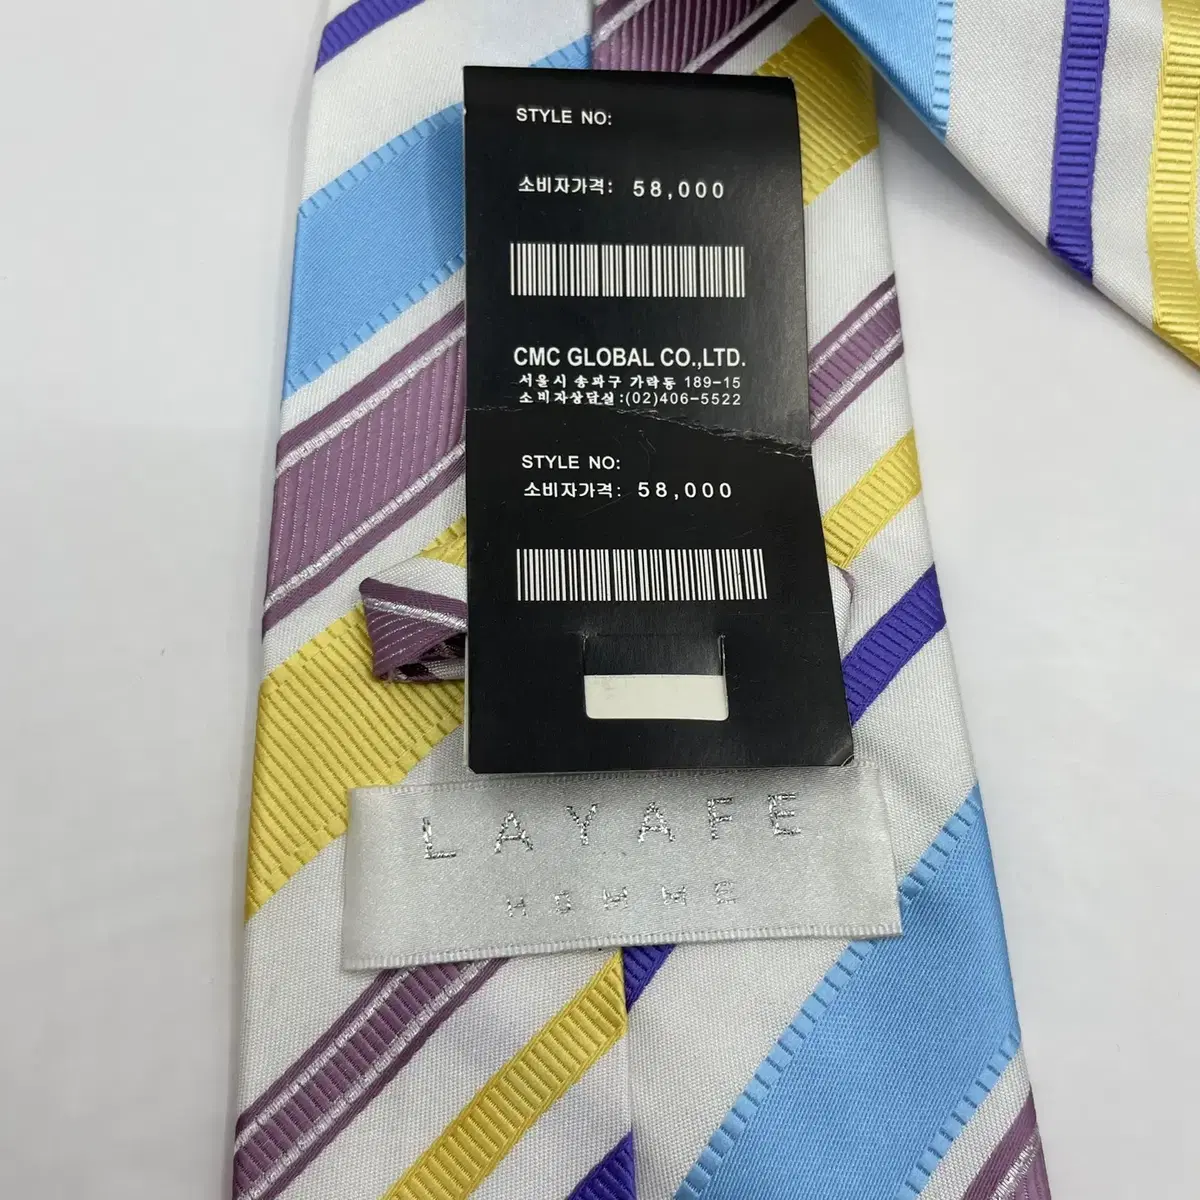 STYLE NO:
소비자가격: 58,000
CMC GLOBAL CO.,LTD.
서울시 송파구 가락동 189-15
소비자상담실:(02)406-5522
STYLE NO:
소비자가격: 58,000
LAYAFE
HOMME